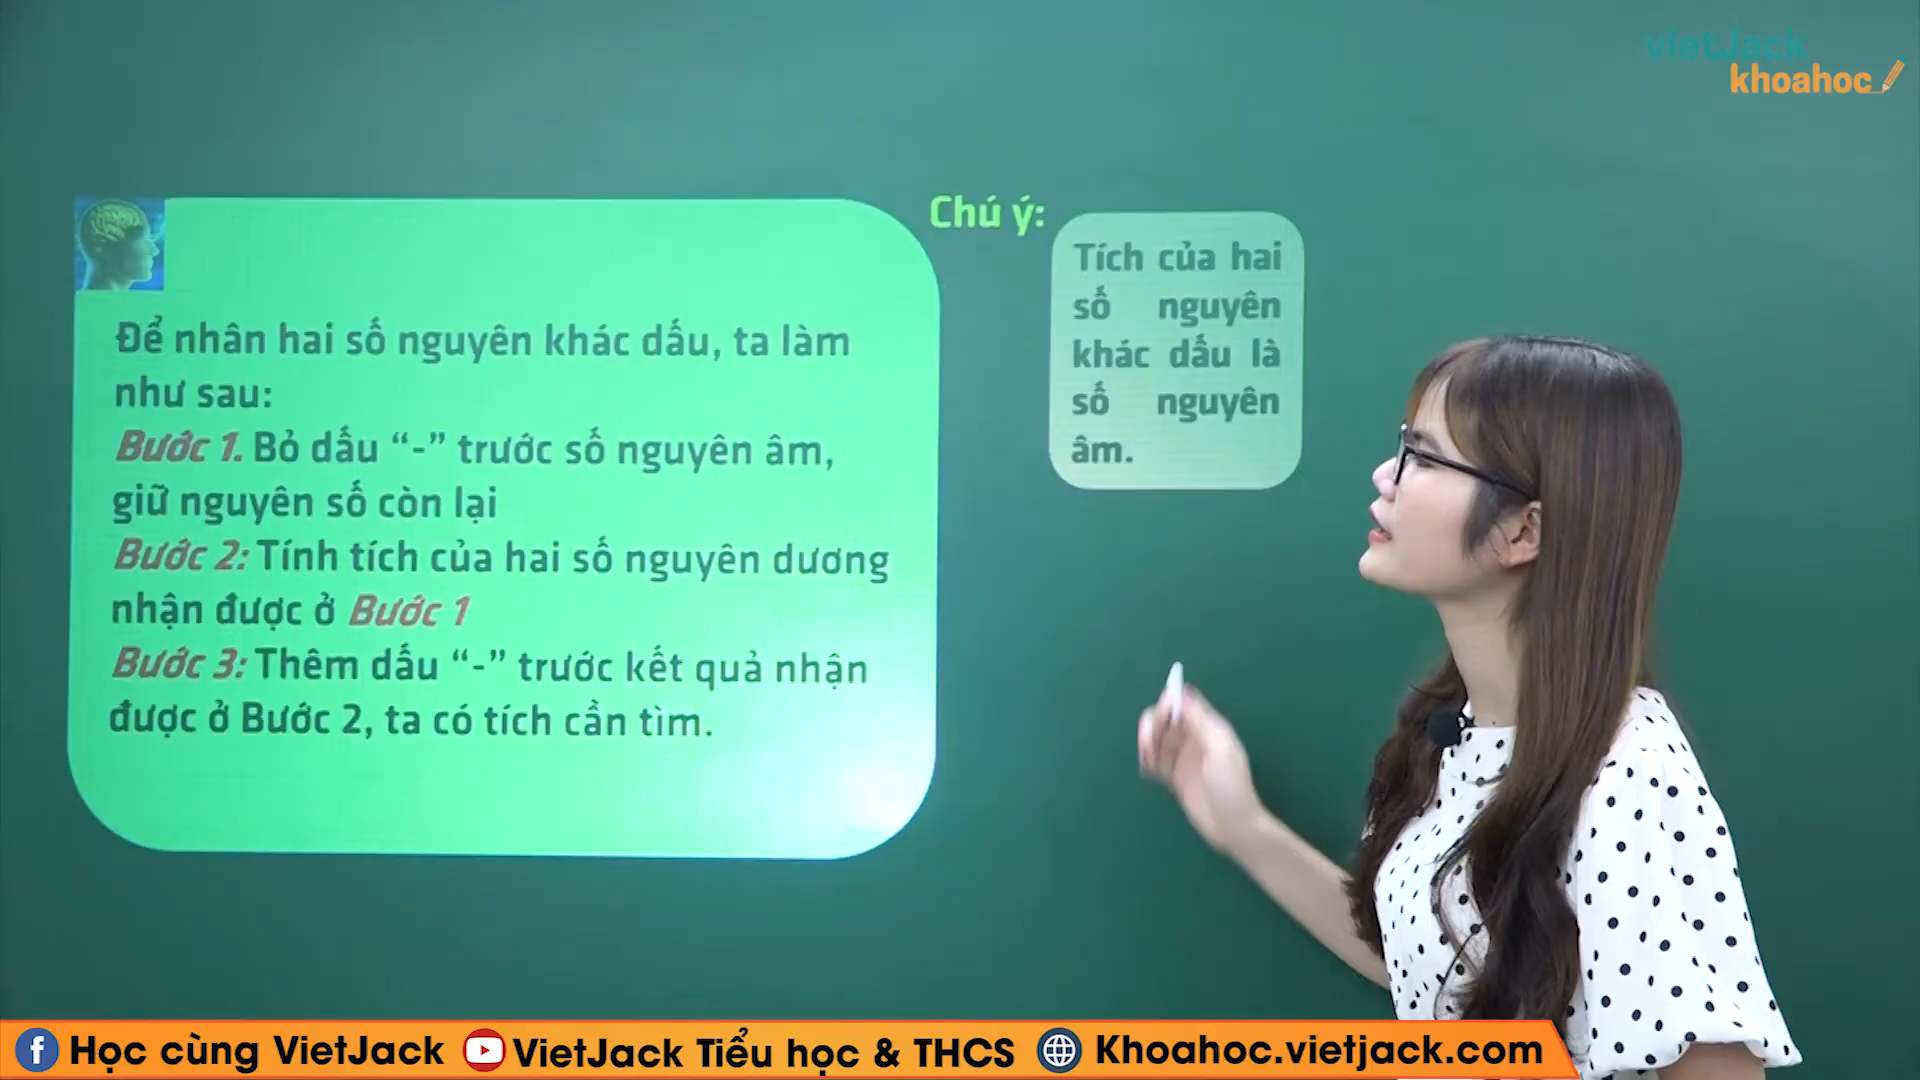 vietJack
khoahoc
Chú ý:
Tích của hai
số nguyên
khác dấu là
số nguyên
âm.
Để nhân hai số nguyên khác dấu, ta làm
như sau:
Bước 1. Bỏ dấu “-” trước số nguyên âm,
giữ nguyên số còn lại
Bước 2: Tính tích của hai số nguyên dương
nhận được ở Bước 1
Bước 3: Thêm dấu “-” trước kết quả nhận
được ở Bước 2, ta có tích cần tìm.
Học cùng VietJack
VietJack Tiểu học & THCS
Khoahoc.vietjack.com